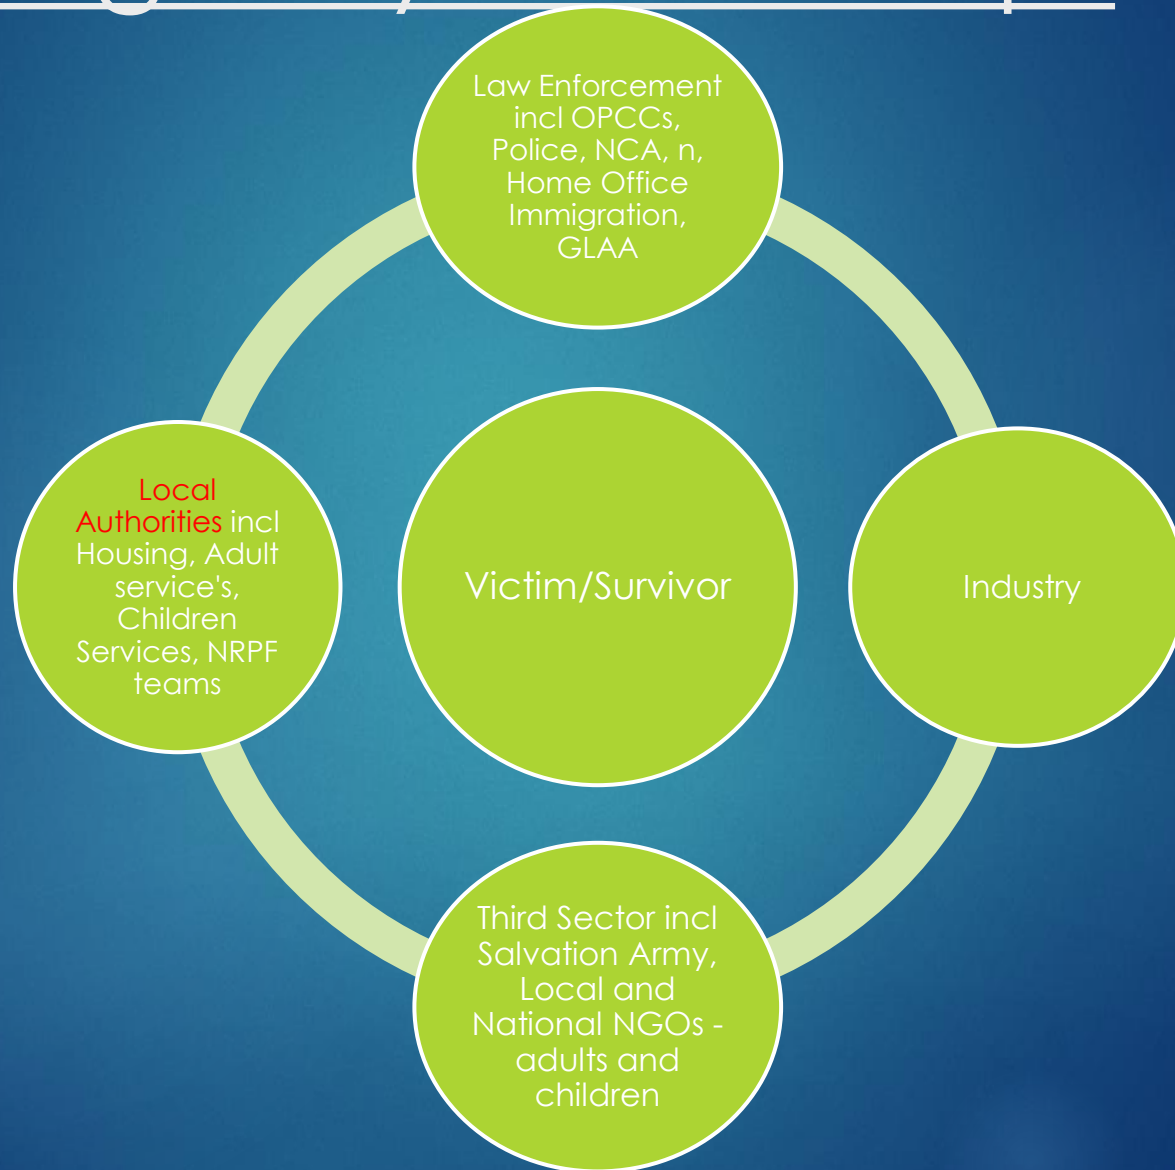 Law Enforcement
incl OPCCs,
Police, NCA, n,
Home Office
Immigration,
GLAA
Local
Authorities incl
Housing, Adult
service's,
Children
Services, NRPF
teams
Victim/Survivor
Industry
Third Sector incl
Salvation Army,
Local and
National NGOs -
adults and
children